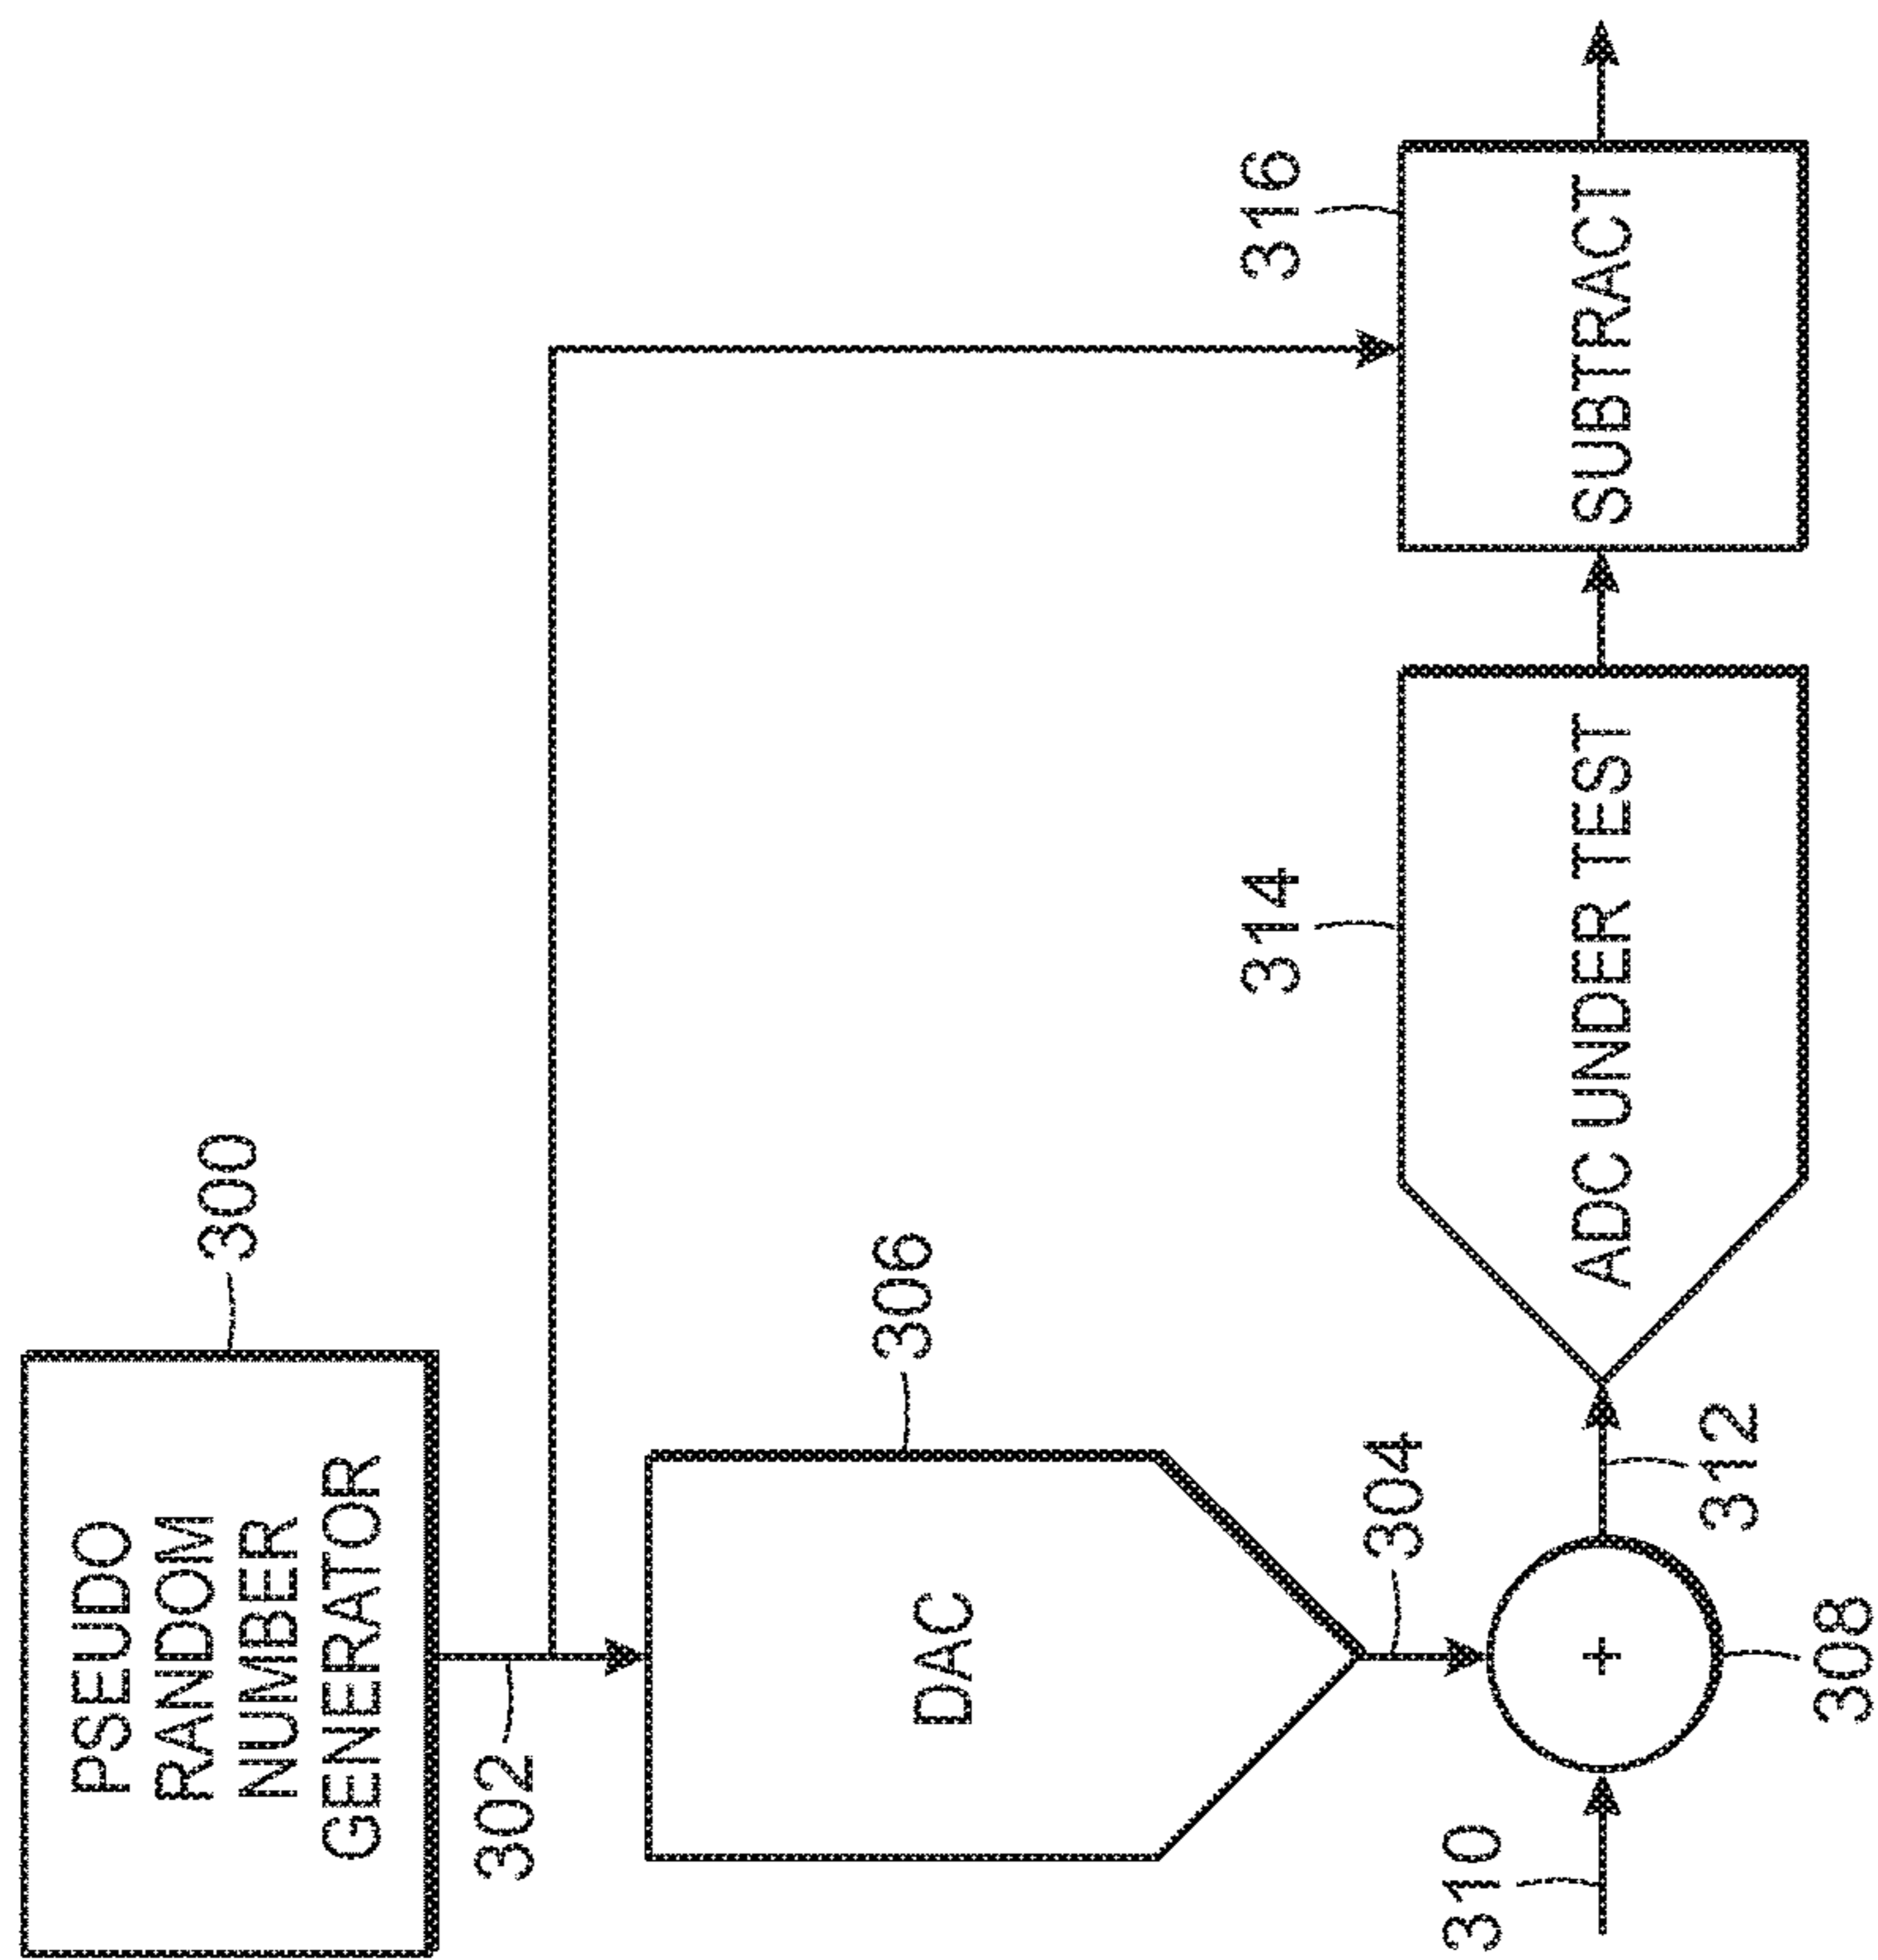 PSEUDO
RANDOM
NUMBER
GENERATOR
300
302
DAC
306
304
310
+
308
312
ADC UNDER TEST
314
SUBTRACT
316